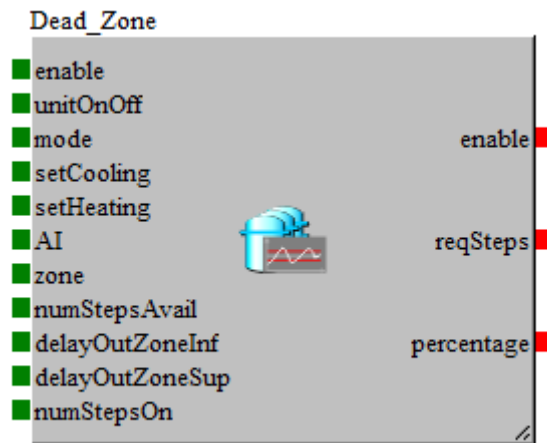 Dead_Zone
enable
unitOnOff
mode
enable
setCooling
setHeating
AI
reqSteps
zone
numStepsAvail
delayOutZoneInf
percentage
delayOutZoneSup
numStepsOn